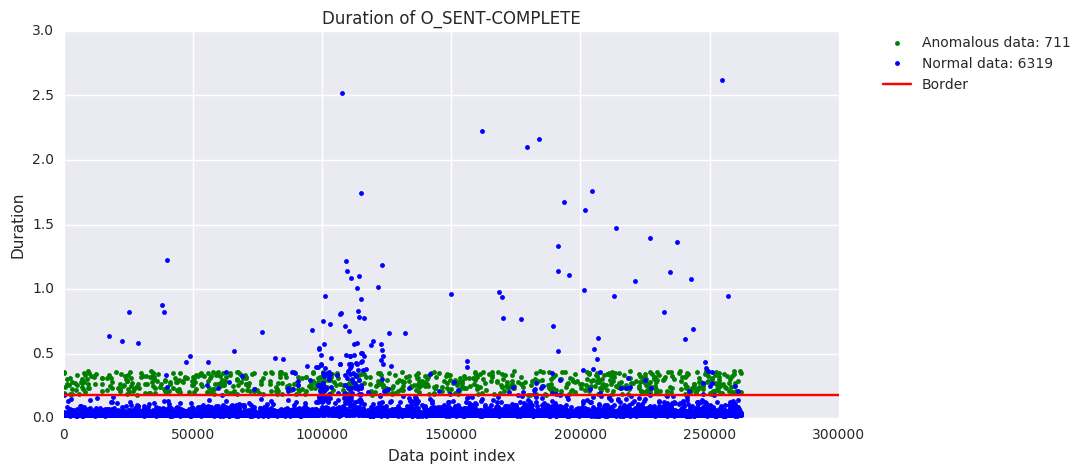 Duration of O_SENT-COMPLETE
3.0
2.5
2.0
1.5
1.0
0.5
0.0
Duration
0 50000 100000 150000 200000 250000 300000
Data point index
Anomalous data: 711
Normal data: 6319
Border